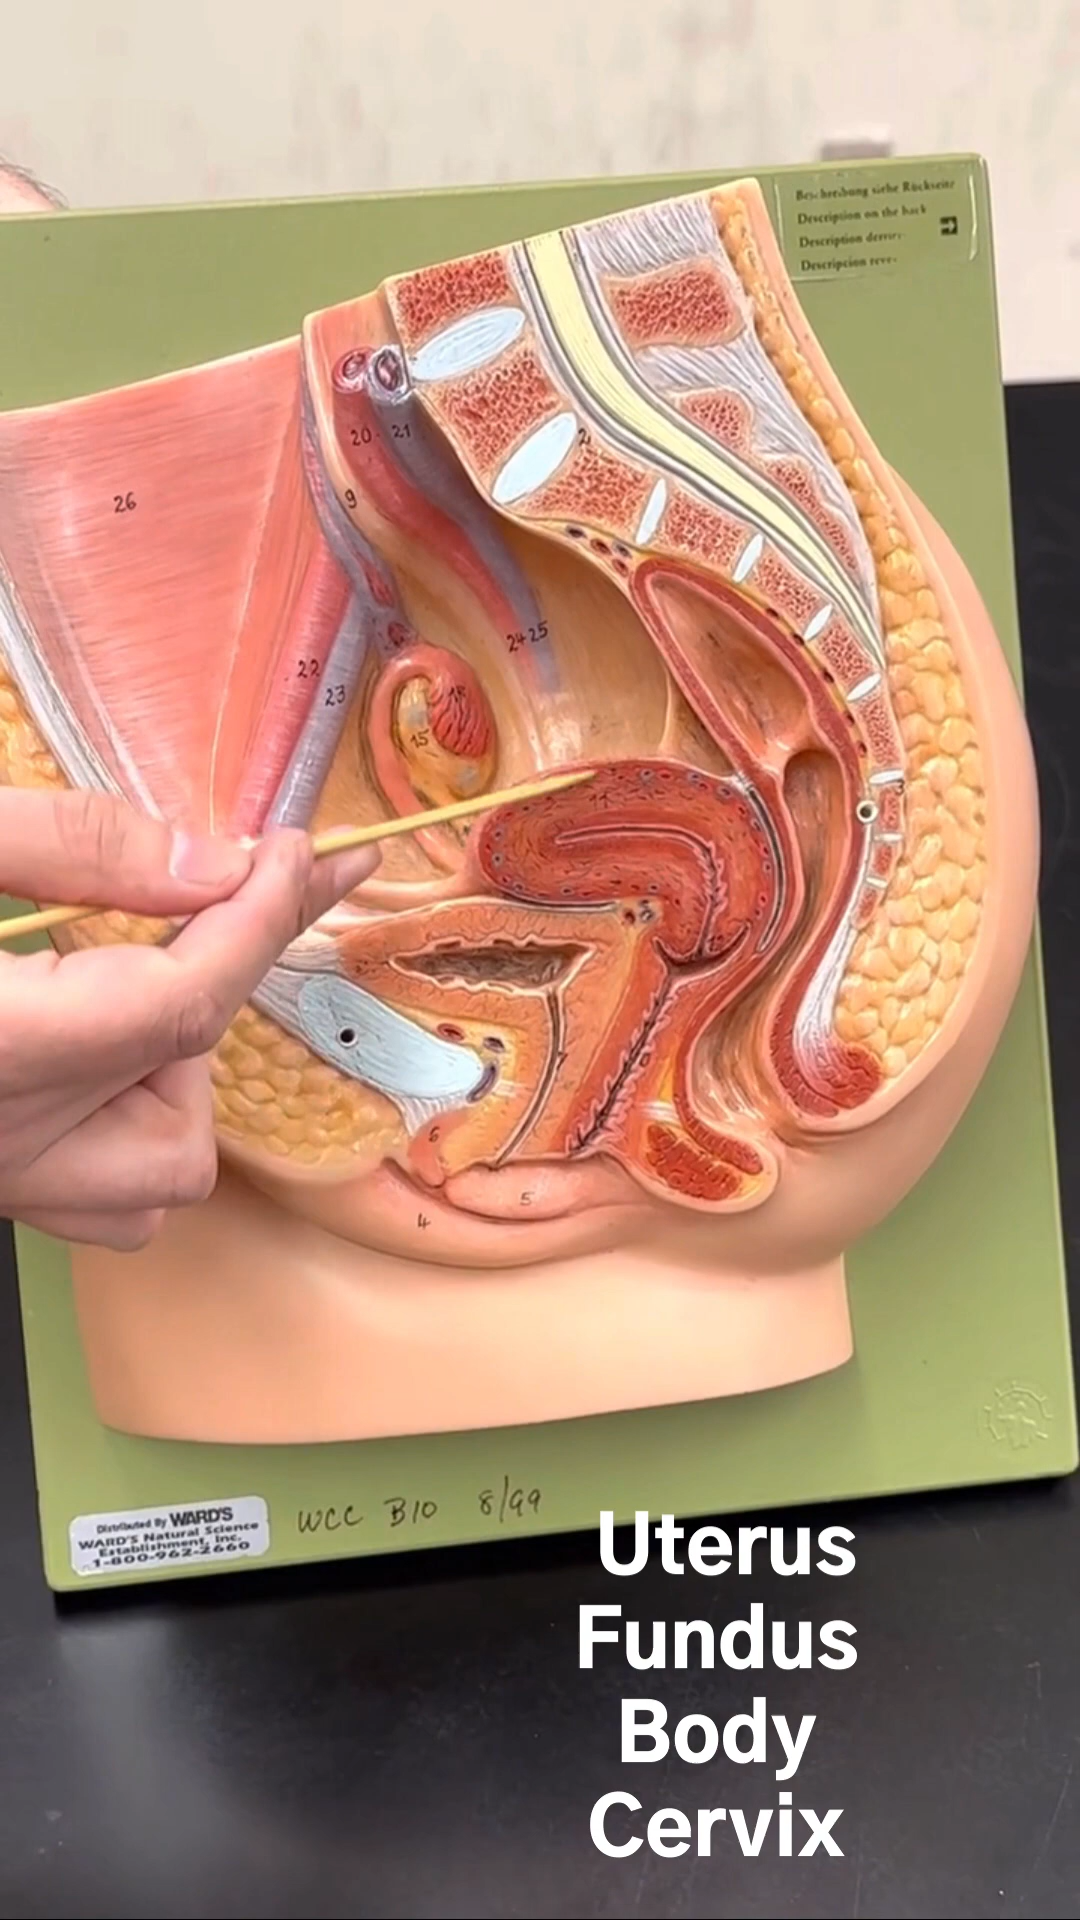 Beschreibung siehe Rückseite
Description on the back
Description
Descripcion
20 21
9
26
24 25
22
23
18
15
6
5
4
Distributed By WARD'S
WARD'S Natural Science
Establishment, Inc.
1-800-962-2660
WCC B10 8/99
Uterus
Fundus
Body
Cervix